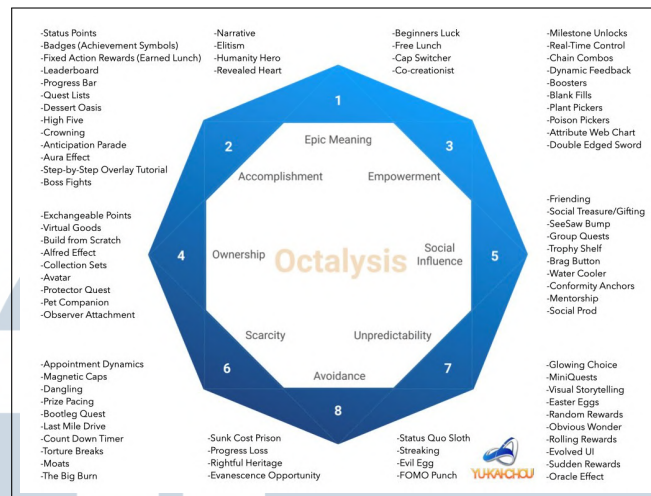 -Status Points
-Badges (Achievement Symbols)
-Fixed Action Rewards (Earned Lunch)
-Leaderboard
-Progress Bar
-Quest Lists
-Dessert Oasis
-High Five
-Crowning
-Anticipation Parade
-Aura Effect
-Step-by-Step Overlay Tutorial
-Boss Fights
-Narrative
-Elitism
-Humanity Hero
-Revealed Heart
-Beginners Luck
-Free Lunch
-Cap Switcher
-Co-creationist
-Milestone Unlocks
-Real-Time Control
-Chain Combos
-Dynamic Feedback
-Boosters
-Blank Fills
-Plant Pickers
-Poison Pickers
-Attribute Web Chart
-Double Edged Sword
1
Epic Meaning
2
Accomplishment
3
Empowerment
-Exchangeable Points
-Virtual Goods
-Build from Scratch
-Alfred Effect
-Collection Sets
-Avatar
-Protector Quest
-Pet Companion
-Observer Attachment
4
Ownership
Octalysis
Social
Influence
5
-Friending
-Social Treasure/Gifting
-SeeSaw Bump
-Group Quests
-Trophy Shelf
-Brag Button
-Water Cooler
-Conformity Anchors
-Mentorship
-Social Prod
Scarcity
6
Unpredictability
7
Avoidance
8
-Appointment Dynamics
-Magnetic Caps
-Dangling
-Prize Pacing
-Bootleg Quest
-Last Mile Drive
-Count Down Timer
-Torture Breaks
-Moats
-The Big Burn
-Sunk Cost Prison
-Progress Loss
-Rightful Heritage
-Evanescence Opportunity
-Status Quo Sloth
-Streaking
-Evil Egg
-FOMO Punch
YU-KAI CHOU
-Glowing Choice
-MiniQuests
-Visual Storytelling
-Easter Eggs
-Random Rewards
-Obvious Wonder
-Rolling Rewards
-Evolved UI
-Sudden Rewards
-Oracle Effect